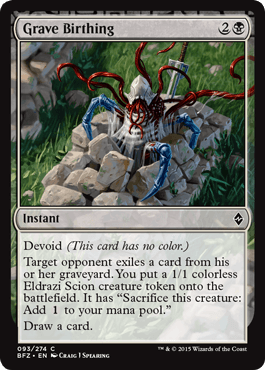 Grave Birthing 2
Instant
Devoid (This card has no color.)
Target opponent exiles a card from his
or her graveyard. You put a 1/1 colorless
Eldrazi Scion creature token onto the
battlefield. It has “Sacrifice this creature:
Add 1 to your mana pool.”
Draw a card.
093/274 C
BFZ • EN Craig J Spearing
™ & © 2015 Wizards of the Coast